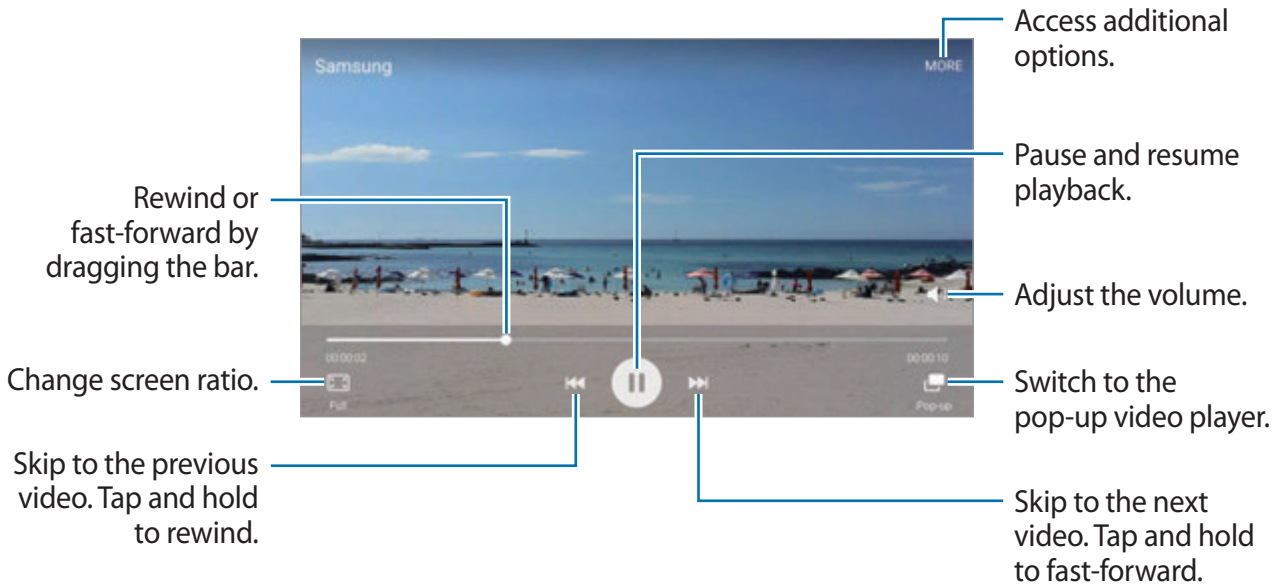 Access additional
options.
Samsung
MORE
Pause and resume
playback.
Rewind or
fast-forward by
dragging the bar.
Adjust the volume.
00:00:02
00:00:10
Change screen ratio.
Full
Pop-up
Switch to the
pop-up video player.
Skip to the previous
video. Tap and hold
to rewind.
Skip to the next
video. Tap and hold
to fast-forward.